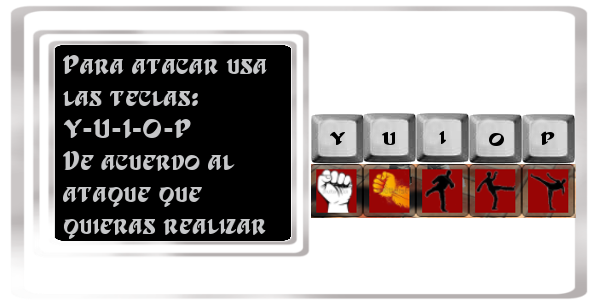 Para atacar usa
las teclas:
Y-U-I-O-P
De acuerdo al
ataque que
quieras realizar
Y U I O P